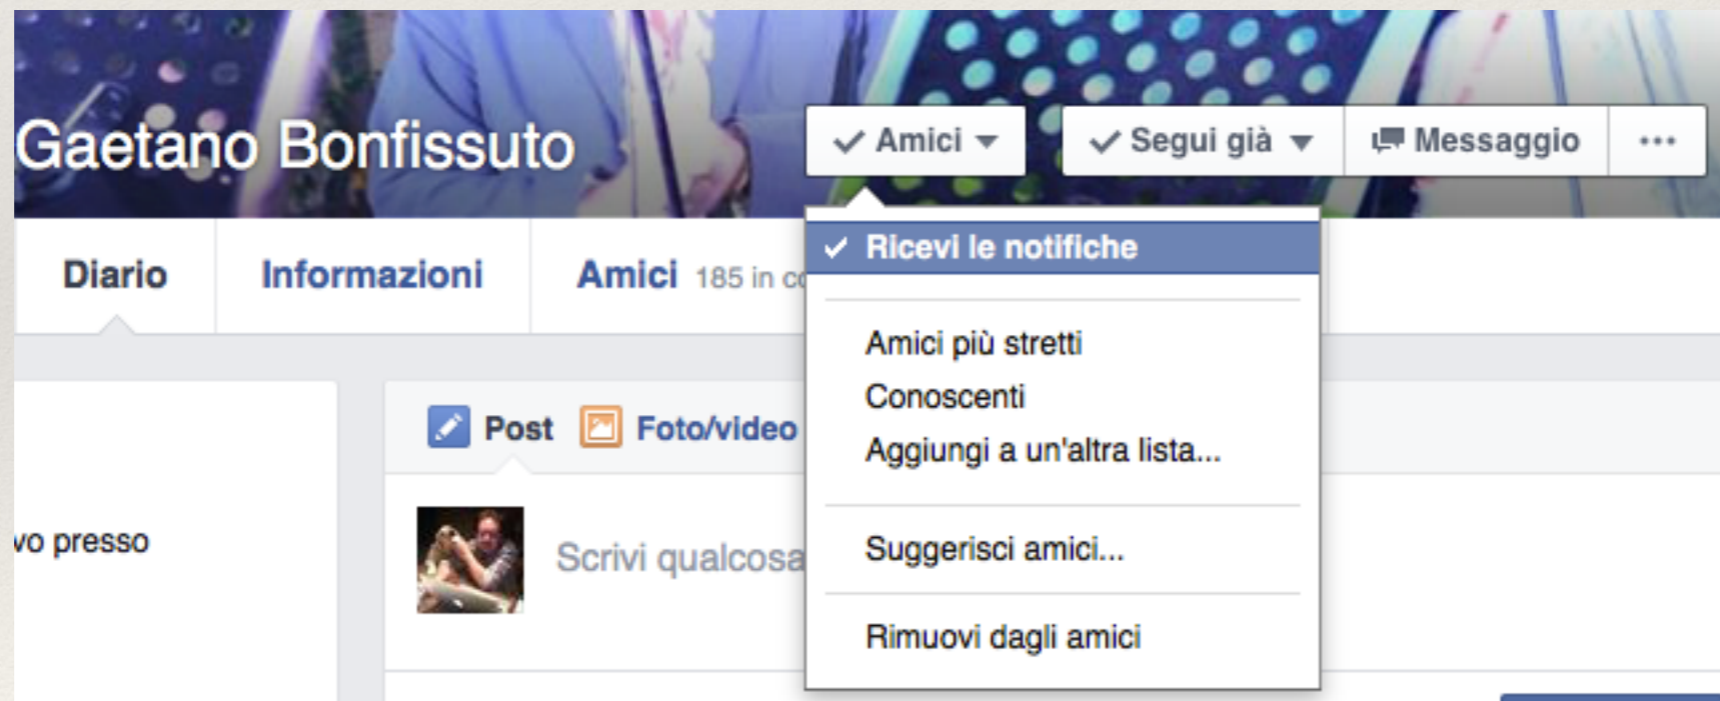 Gaetano Bonfissuto
Amici
Segui già
Messaggio
Diario
Informazioni
Amici 185 in
Ricevi le notifiche
Amici più stretti
Conoscenti
Aggiungi a un'altra lista...
Suggerisci amici...
Rimuovi dagli amici
Post
Foto/video
presso
Scrivi qualcosa